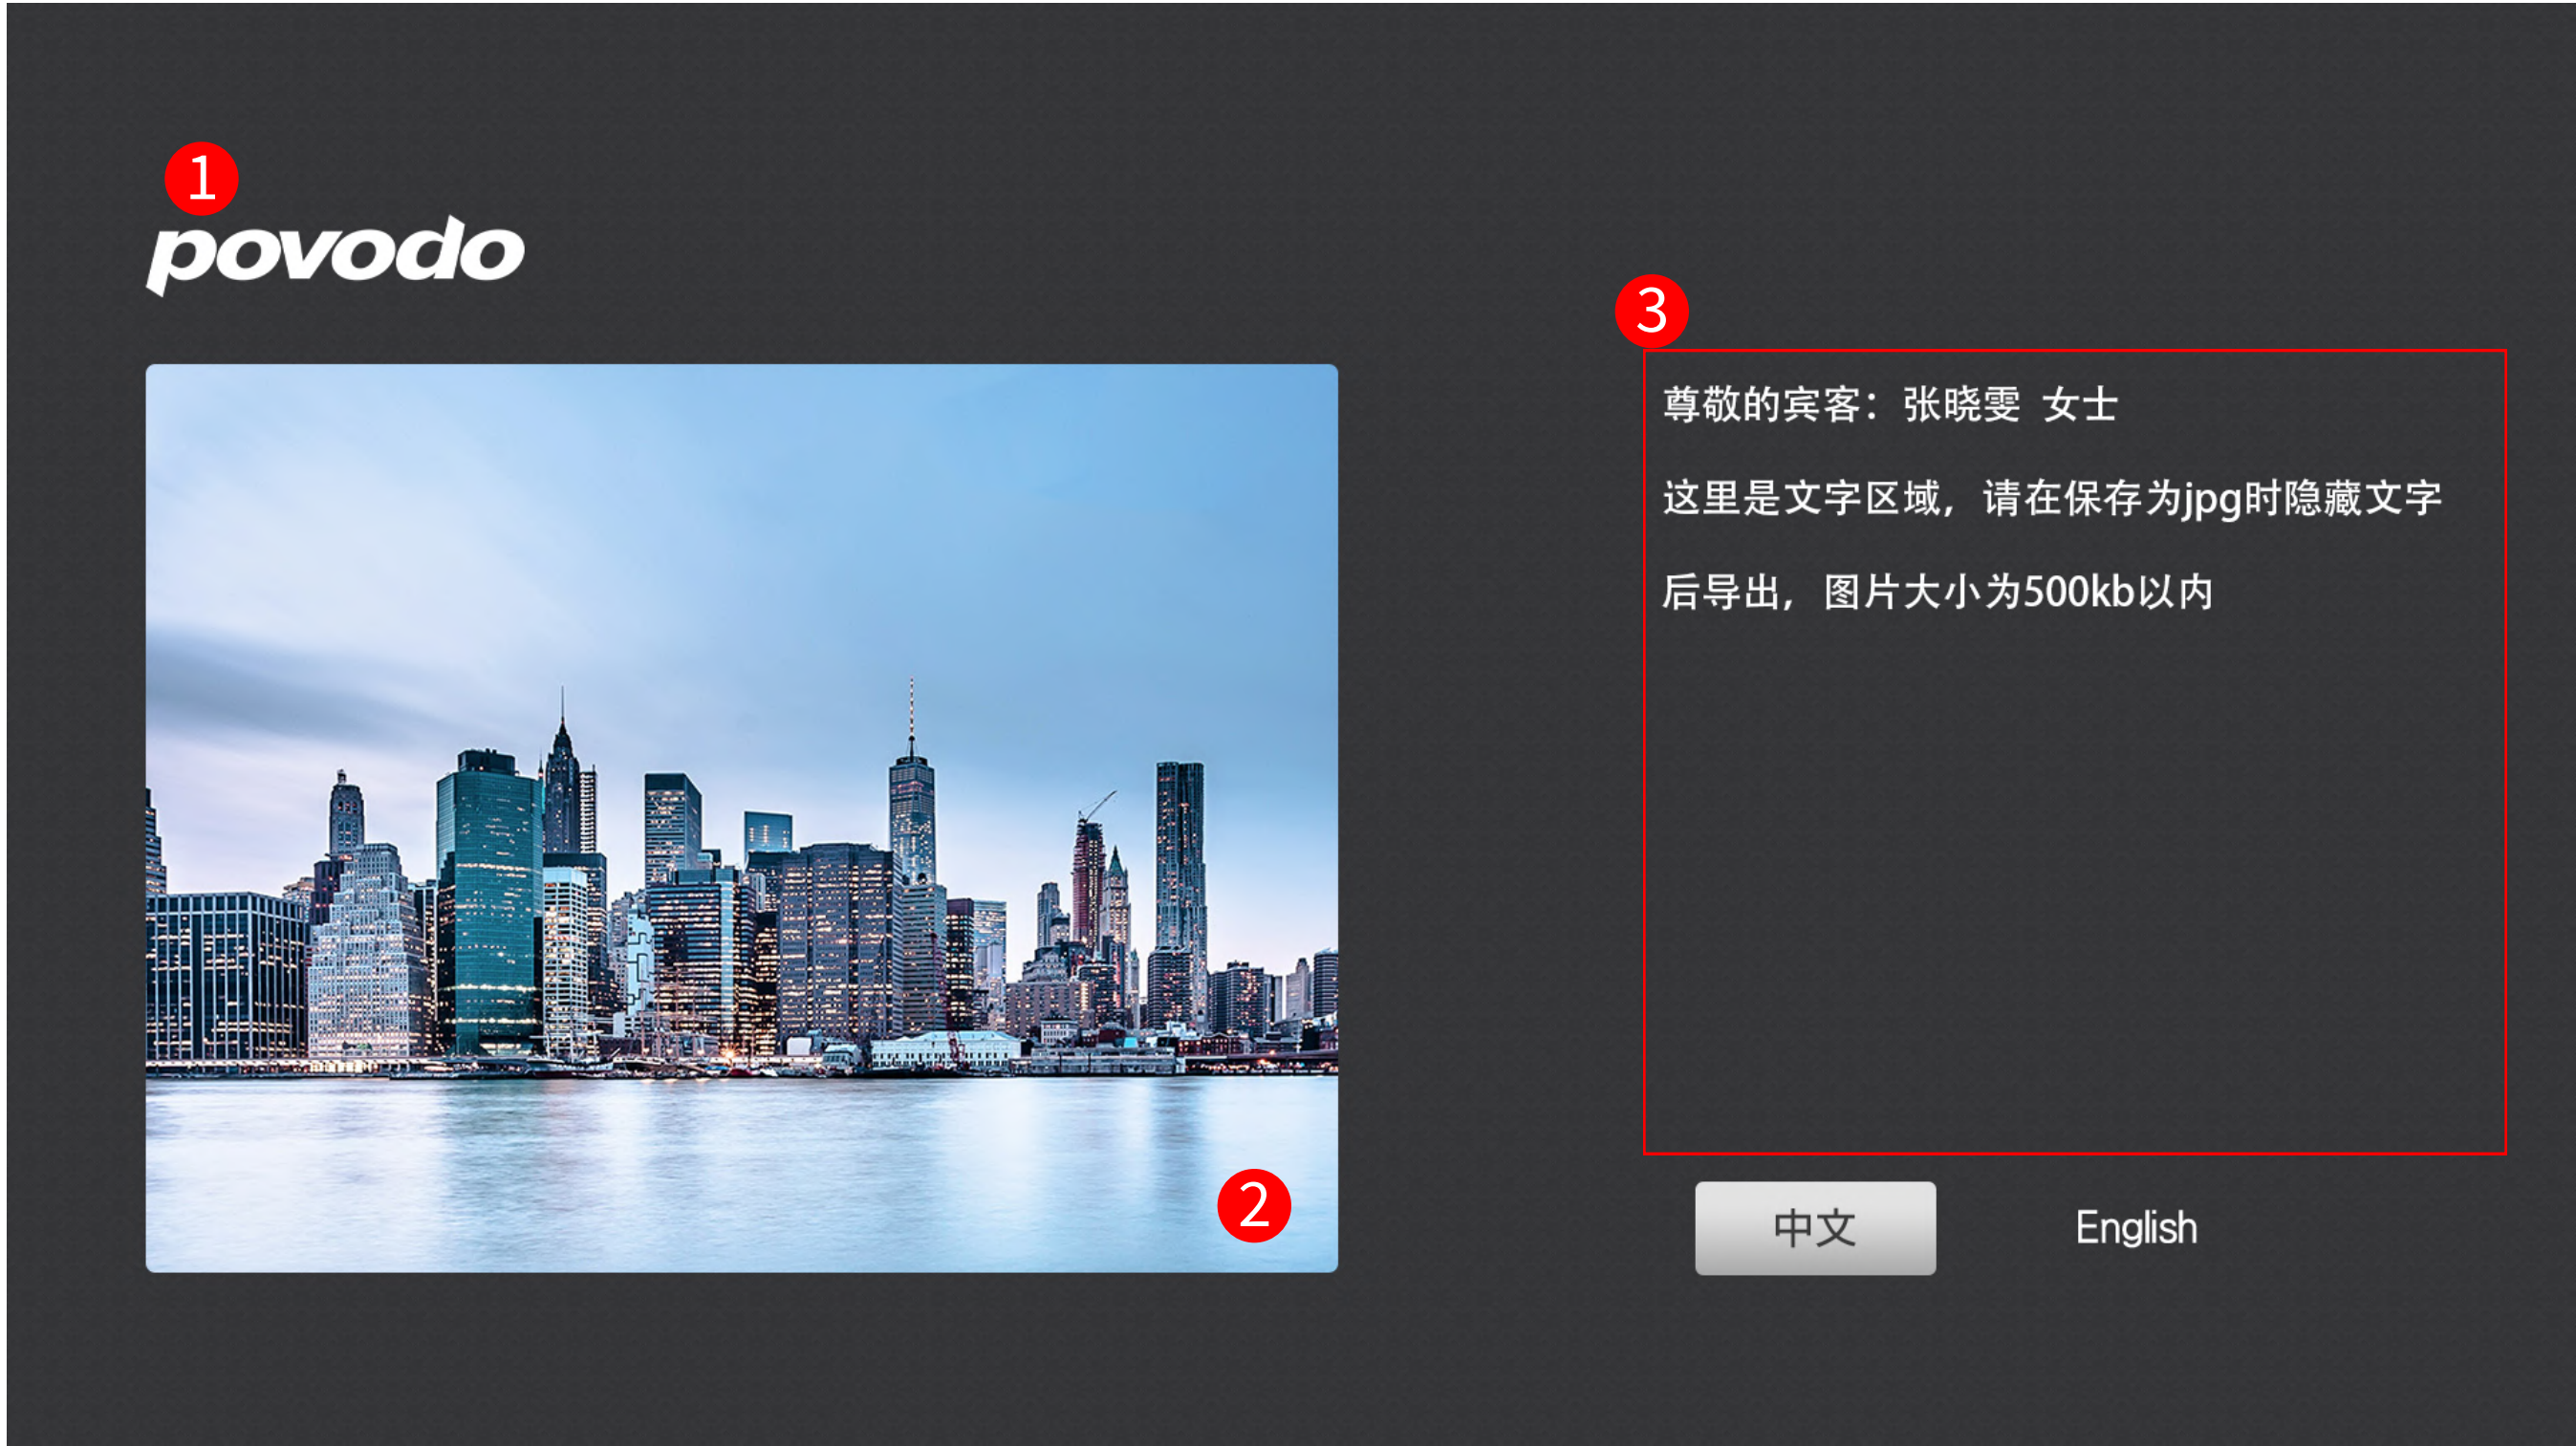 1
povodo
3
尊敬的宾客：张晓雯 女士
这里是文字区域，请在保存为jpg时隐藏文字
后导出，图片大小为500kb以内
2
中文
English